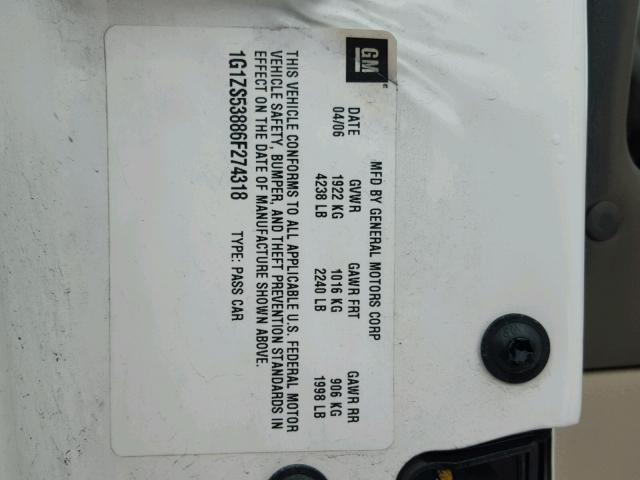 GM
MFD BY GENERAL MOTORS CORP
DATE GVWR GAWR FRT GAWR RR
04/06 1922 KG 1016 KG 906 KG
4238 LB 2240 LB 1998 LB
THIS VEHICLE CONFORMS TO ALL APPLICABLE U.S. FEDERAL MOTOR
VEHICLE SAFETY, BUMPER, AND THEFT PREVENTION STANDARDS IN
EFFECT ON THE DATE OF MANUFACTURE SHOWN ABOVE.
1G1ZS53886F274318 TYPE: PASS CAR